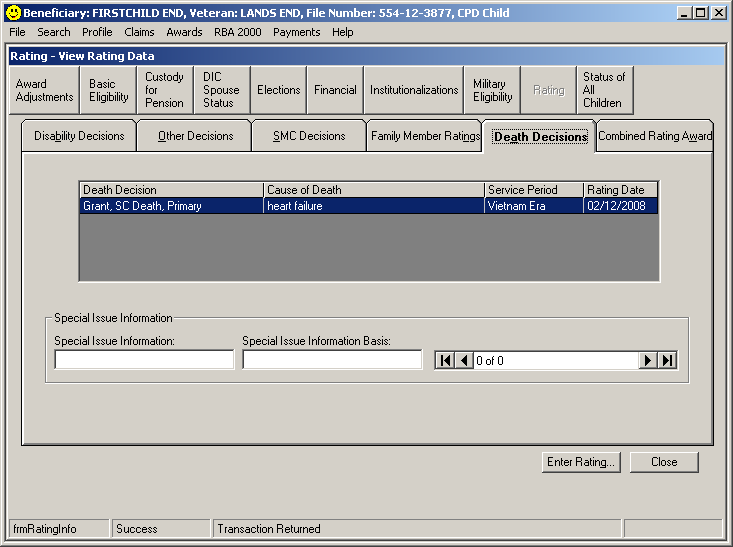 Beneficiary: FIRSTCHILD END, Veteran: LANDS END, File Number: 554-12-3877, CPD Child
File Search Profile Claims Awards RBA 2000 Payments Help
Rating - View Rating Data
Award Adjustments
Basic Eligibility
Custody for Pension
DIC Spouse Status
Elections
Financial
Institutionalizations
Military Eligibility
Rating
Status of All Children
Disability Decisions Other Decisions SMC Decisions Family Member Ratings Death Decisions Combined Rating Award
Death Decision Cause of Death Service Period Rating Date
Grant, SC Death, Primary heart failure Vietnam Era 02/12/2008
Special Issue Information
Special Issue Information: Special Issue Information Basis:
0 of 0
Enter Rating... Close
frmRatingInfo Success Transaction Returned